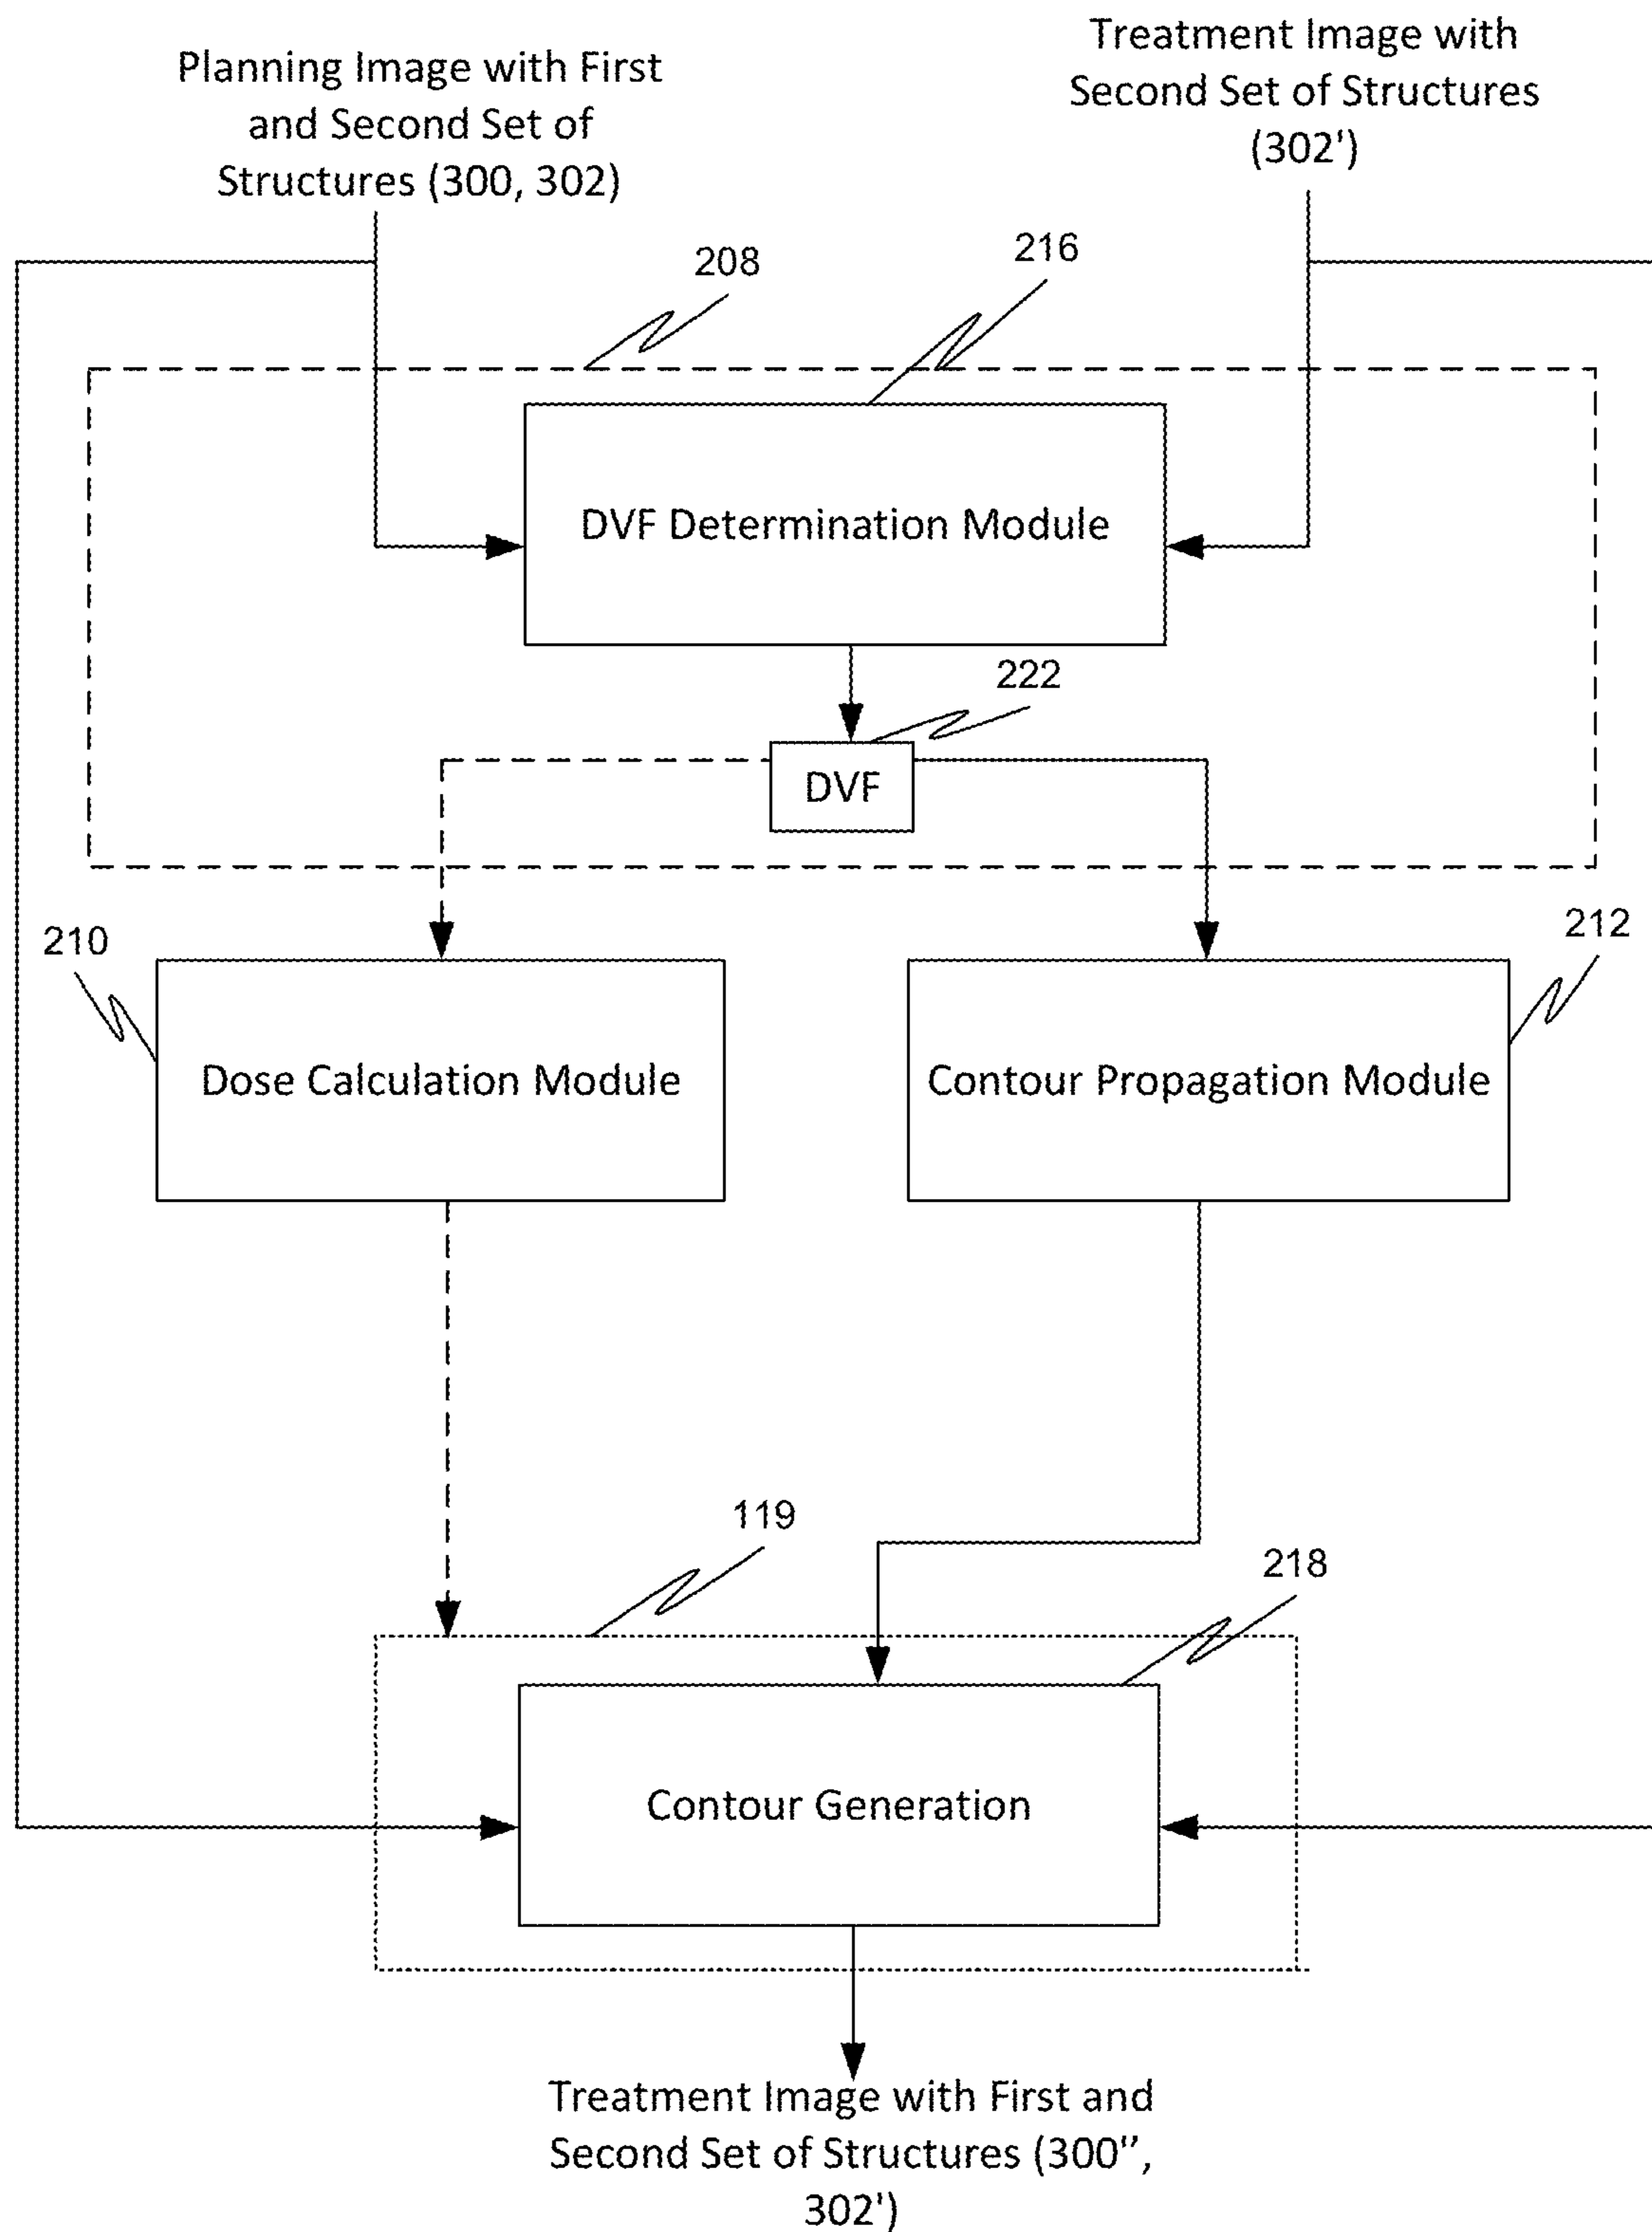 Planning Image with First
and Second Set of
Structures (300, 302)
Treatment Image with
Second Set of Structures
(302')
208
216
DVF Determination Module
222
DVF
210
212
Dose Calculation Module
Contour Propagation Module
119
218
Contour Generation
Treatment Image with First and
Second Set of Structures (300'',
302')